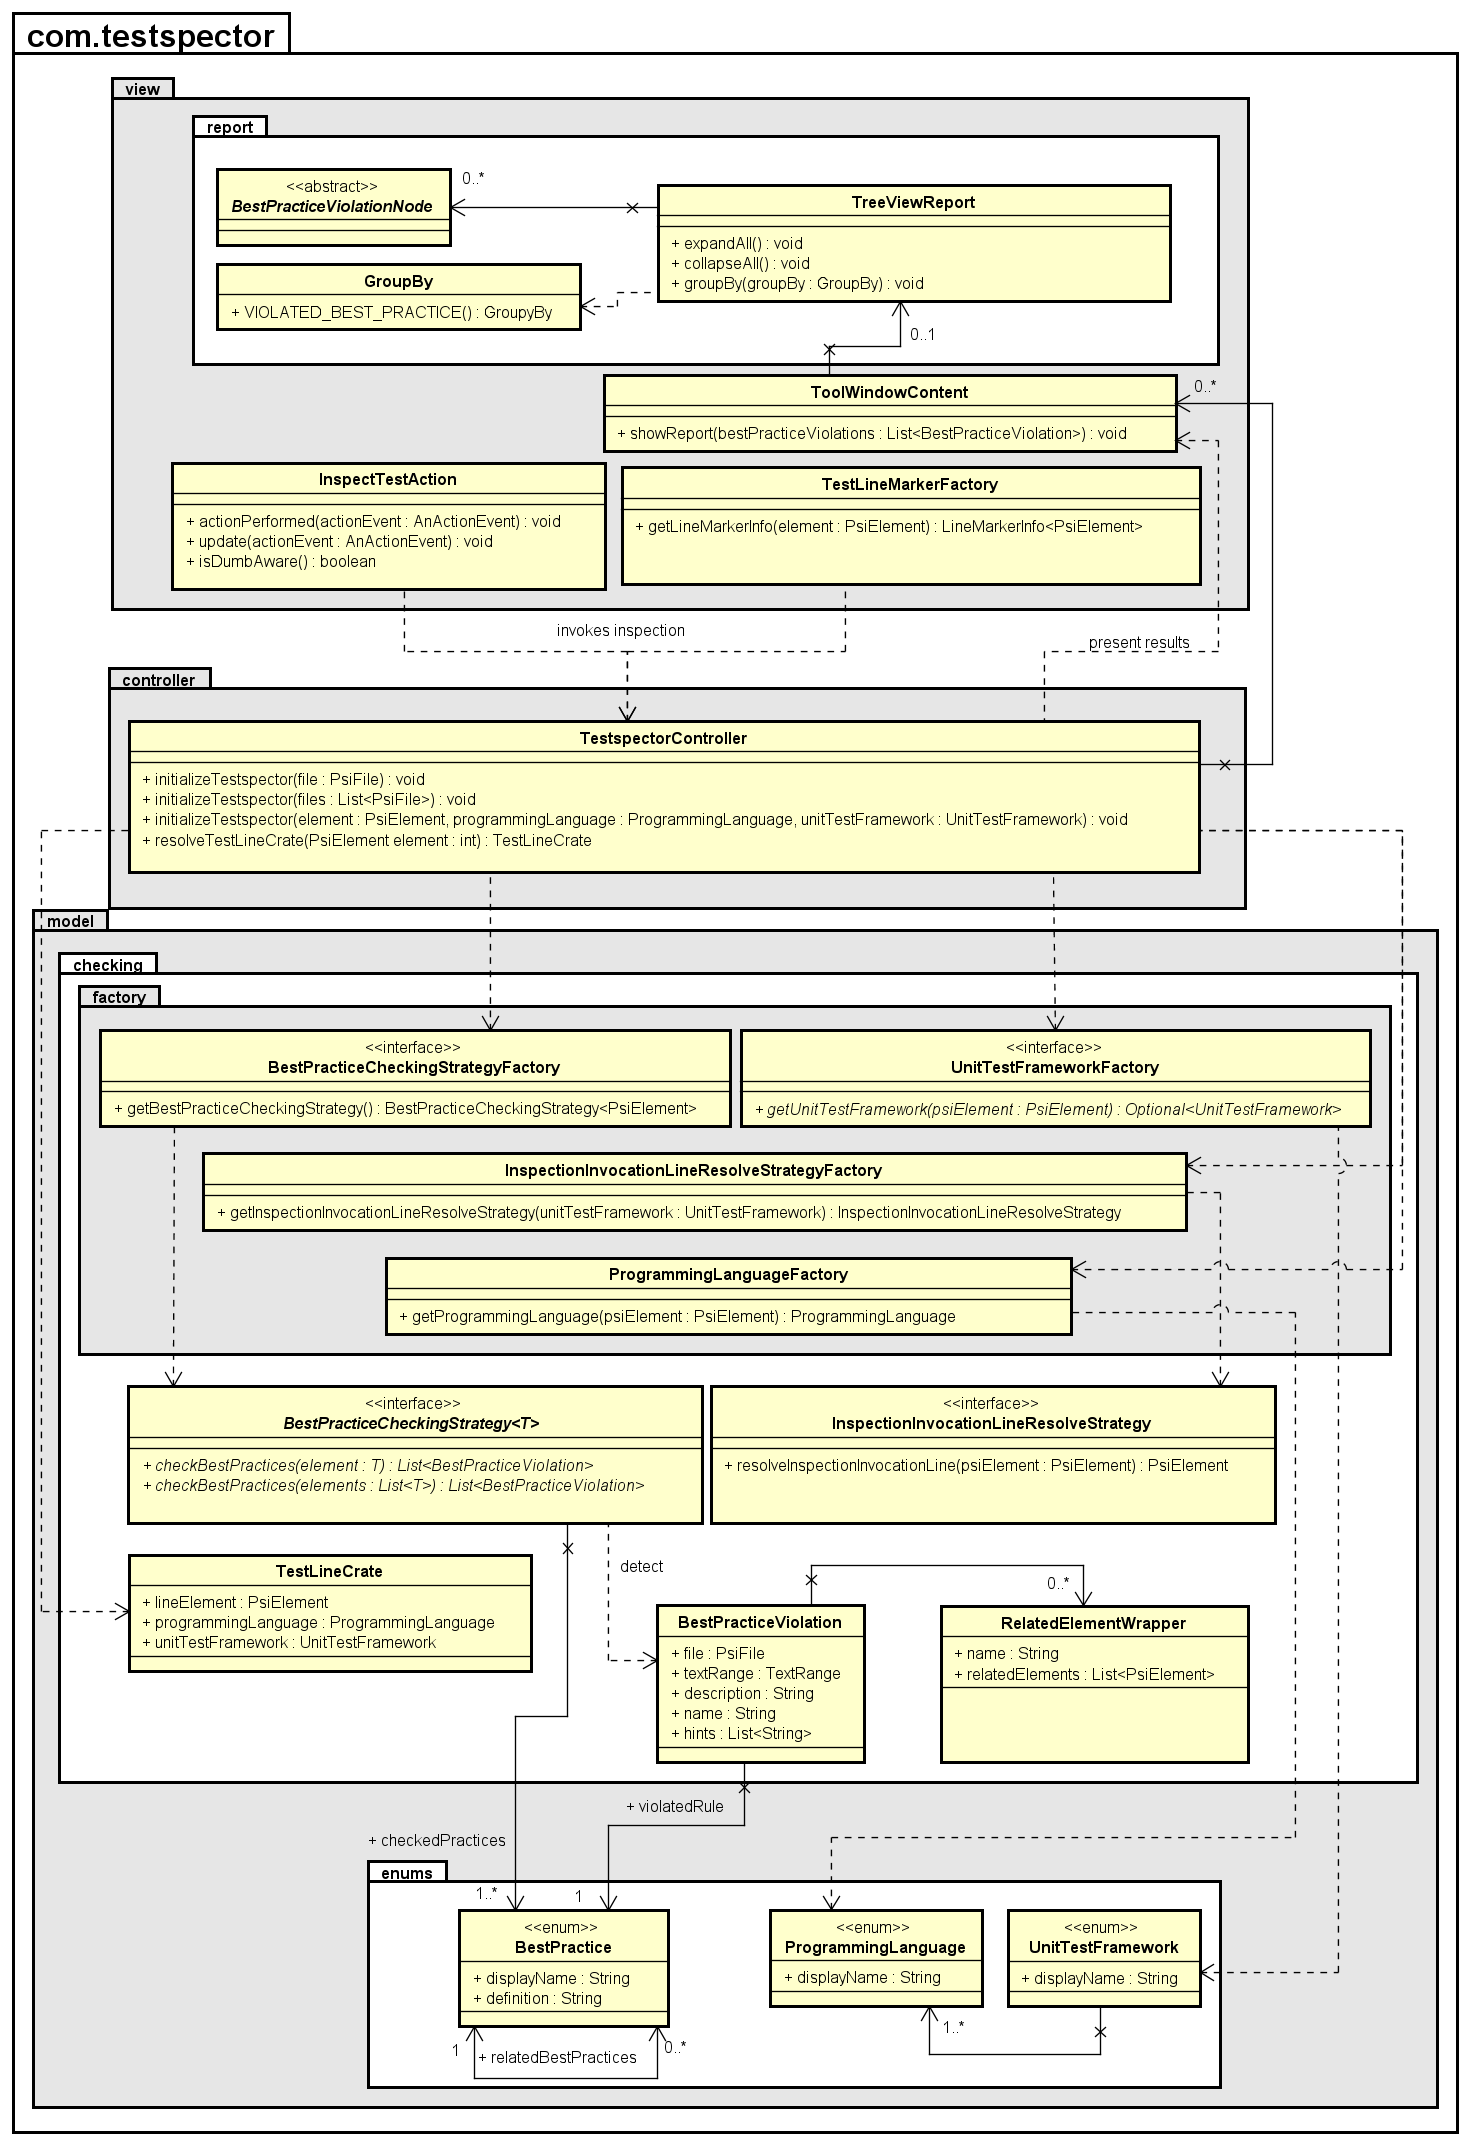 com.testspector
view
report
<<abstract>>
BestPracticeViolationNode
0..*
TreeViewReport
+ expandAll() : void
+ collapseAll() : void
+ groupBy(groupBy : GroupBy) : void
GroupBy
+ VIOLATED_BEST_PRACTICE() : GroupyBy
0..1
ToolWindowContent
+ showReport(bestPracticeViolations : List<BestPracticeViolation>) : void
0..*
InspectTestAction
+ actionPerformed(actionEvent : AnActionEvent) : void
+ update(actionEvent : AnActionEvent) : void
+ isDumbAware() : boolean
TestLineMarkerFactory
+ getLineMarkerInfo(element : PsiElement) : LineMarkerInfo<PsiElement>
invokes inspection
present results
controller
TestspectorController
+ initializeTestspector(file : PsiFile) : void
+ initializeTestspector(files : List<PsiFile>) : void
+ initializeTestspector(element : PsiElement, programmingLanguage : ProgrammingLanguage, unitTestFramework : UnitTestFramework) : void
+ resolveTestLineCrate(PsiElement element : int) : TestLineCrate
model
checking
factory
<<interface>>
BestPracticeCheckingStrategyFactory
+ getBestPracticeCheckingStrategy() : BestPracticeCheckingStrategy<PsiElement>
<<interface>>
UnitTestFrameworkFactory
+ getUnitTestFramework(psiElement : PsiElement) : Optional<UnitTestFramework>
InspectionInvocationLineResolveStrategyFactory
+ getInspectionInvocationLineResolveStrategy(unitTestFramework : UnitTestFramework) : InspectionInvocationLineResolveStrategy
ProgrammingLanguageFactory
+ getProgrammingLanguage(psiElement : PsiElement) : ProgrammingLanguage
<<interface>>
BestPracticeCheckingStrategy<T>
+ checkBestPractices(element : T) : List<BestPracticeViolation>
+ checkBestPractices(elements : List<T>) : List<BestPracticeViolation>
<<interface>>
InspectionInvocationLineResolveStrategy
+ resolveInspectionInvocationLine(psiElement : PsiElement) : PsiElement
TestLineCrate
+ lineElement : PsiElement
+ programmingLanguage : ProgrammingLanguage
+ unitTestFramework : UnitTestFramework
detect
BestPracticeViolation
+ file : PsiFile
+ textRange : TextRange
+ description : String
+ name : String
+ hints : List<String>
0..*
RelatedElementWrapper
+ name : String
+ relatedElements : List<PsiElement>
+ violatedRule
+ checkedPractices
enums
1..*
1
<<enum>>
BestPractice
+ displayName : String
+ definition : String
<<enum>>
ProgrammingLanguage
+ displayName : String
<<enum>>
UnitTestFramework
+ displayName : String
1..*
1
+ relatedBestPractices
0..*